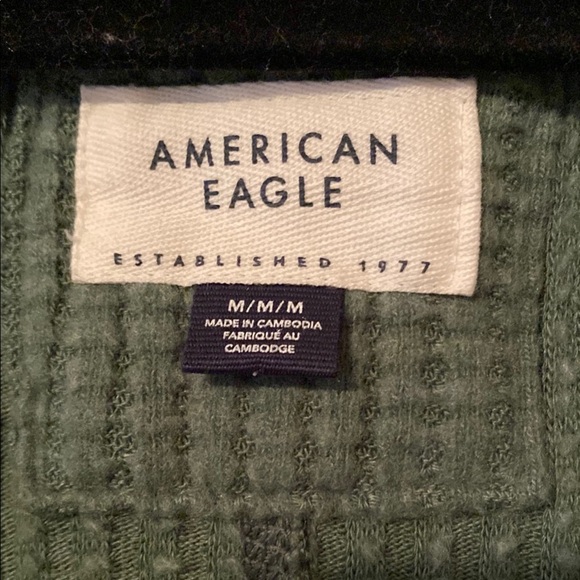 AMERICAN
EAGLE
ESTABLISHED 1977
M/M/M
MADE IN CAMBODIA
FABRIQUÉ AU
CAMBODGE